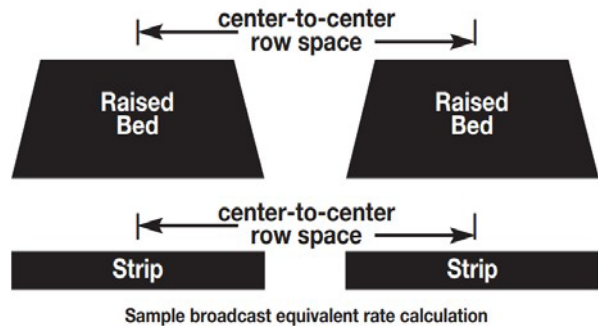 center-to-center
row space
Raised
Bed
Raised
Bed
center-to-center
row space
Strip
Strip
Sample broadcast equivalent rate calculation